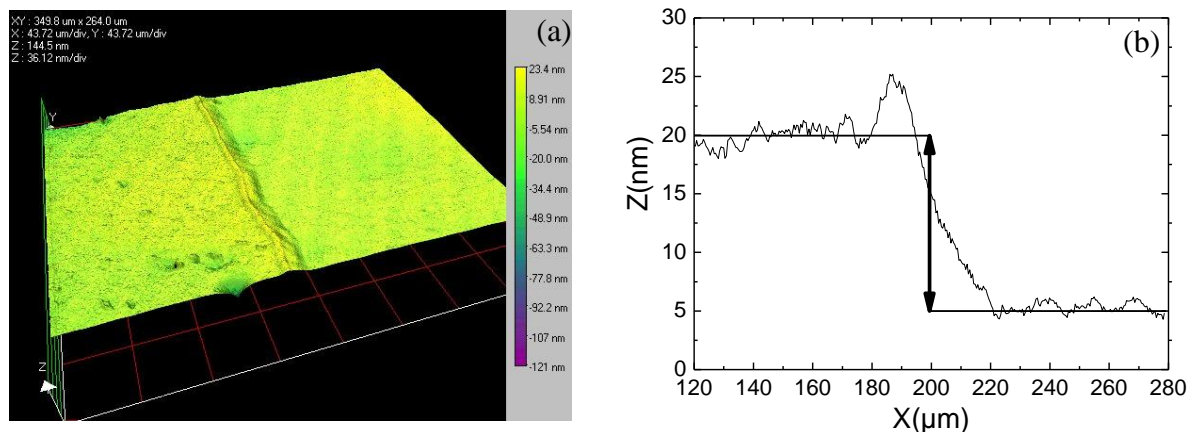 XY : 349.8 um x 264.0 um
X : 43.72 um/div, Y : 43.72 um/div
Z : 144.5 nm
Z : 36.12 nm/div
(a)
23.4 nm
8.91 nm
-5.54 nm
-20.0 nm
-34.4 nm
-48.9 nm
-63.3 nm
-77.8 nm
-92.2 nm
-107 nm
-121 nm
Y
Z
(b)
30
25
20
15
10
5
0
Z(nm)
120 140 160 180 200 220 240 260 280
X(μm)